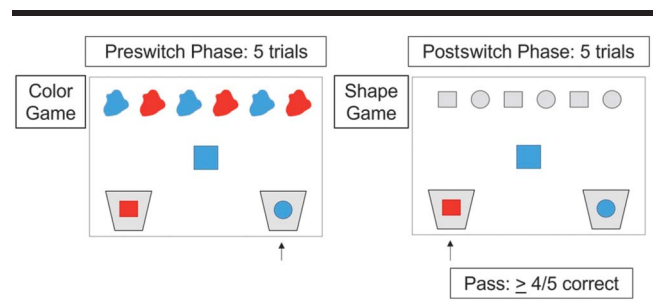 Preswitch Phase: 5 trials
Postswitch Phase: 5 trials
Color
Game
Shape
Game
Pass: ≥ 4/5 correct